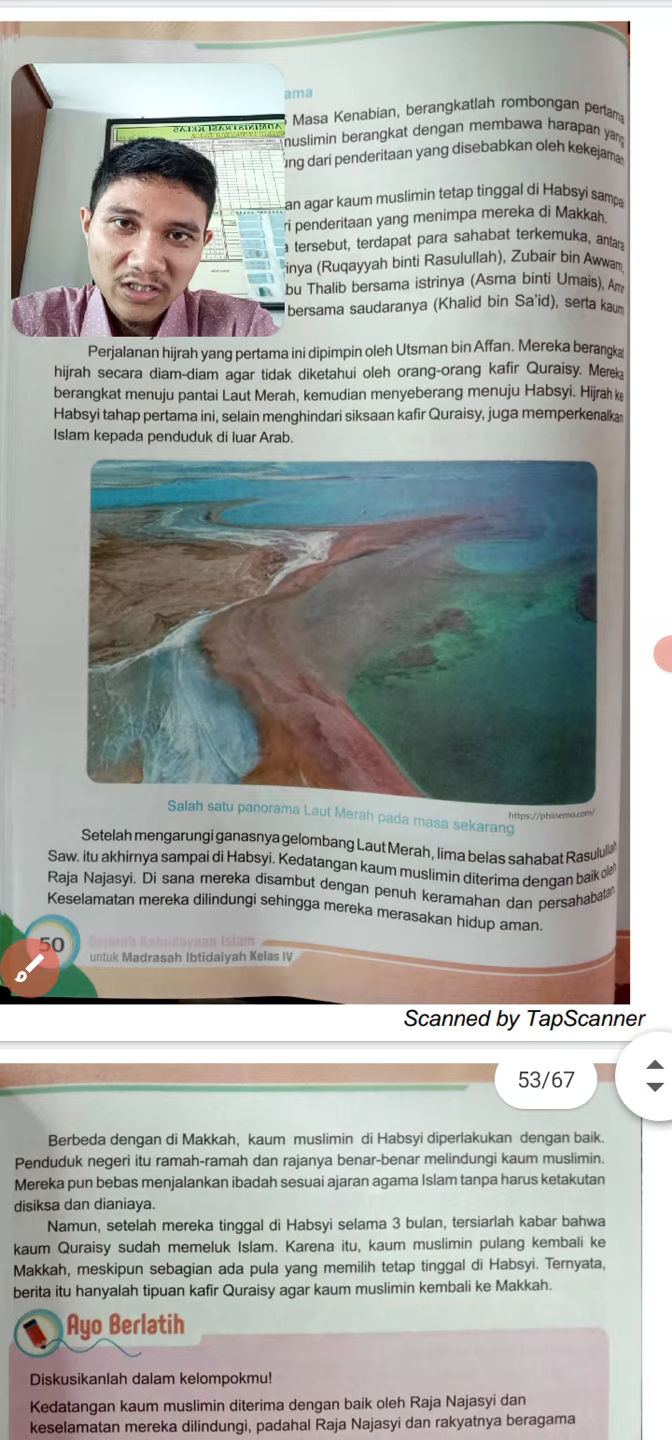 ama
Masa Kenabian, berangkatlah rombongan pertama
nuslimin berangkat dengan membawa harapan yang
ung dari penderitaan yang disebabkan oleh kekejaman
an agar kaum muslimin tetap tinggal di Habsyi sampai
ri penderitaan yang menimpa mereka di Makkah.
a tersebut, terdapat para sahabat terkemuka, antara
inya (Ruqayyah binti Rasulullah), Zubair bin Awwam,
bu Thalib bersama istrinya (Asma binti Umais), Amr
bersama saudaranya (Khalid bin Sa'id), serta kaum
Perjalanan hijrah yang pertama ini dipimpin oleh Utsman bin Affan. Mereka berangkat
hijrah secara diam-diam agar tidak diketahui oleh orang-orang kafir Quraisy. Mereka
berangkat menuju pantai Laut Merah, kemudian menyeberang menuju Habsyi. Hijrah ke
Habsyi tahap pertama ini, selain menghindari siksaan kafir Quraisy, juga memperkenalkan
Islam kepada penduduk di luar Arab.
Salah satu panorama Laut Merah pada masa sekarang
https://phinemo.com/
Setelah mengarungi ganasnya gelombang Laut Merah, lima belas sahabat Rasulullah
Saw. itu akhirnya sampai di Habsyi. Kedatangan kaum muslimin diterima dengan baik oleh
Raja Najasyi. Di sana mereka disambut dengan penuh keramahan dan persahabatan.
Keselamatan mereka dilindungi sehingga mereka merasakan hidup aman.
50
Sejarah Kebudayaan Islam
untuk Madrasah Ibtidaiyah Kelas IV
Scanned by TapScanner
53/67
Berbeda dengan di Makkah, kaum muslimin di Habsyi diperlakukan dengan baik.
Penduduk negeri itu ramah-ramah dan rajanya benar-benar melindungi kaum muslimin.
Mereka pun bebas menjalankan ibadah sesuai ajaran agama Islam tanpa harus ketakutan
disiksa dan dianiaya.
Namun, setelah mereka tinggal di Habsyi selama 3 bulan, tersiarlah kabar bahwa
kaum Quraisy sudah memeluk Islam. Karena itu, kaum muslimin pulang kembali ke
Makkah, meskipun sebagian ada pula yang memilih tetap tinggal di Habsyi. Ternyata,
berita itu hanyalah tipuan kafir Quraisy agar kaum muslimin kembali ke Makkah.
Ayo Berlatih
Diskusikanlah dalam kelompokmu!
Kedatangan kaum muslimin diterima dengan baik oleh Raja Najasyi dan
keselamatan mereka dilindungi, padahal Raja Najasyi dan rakyatnya beragama